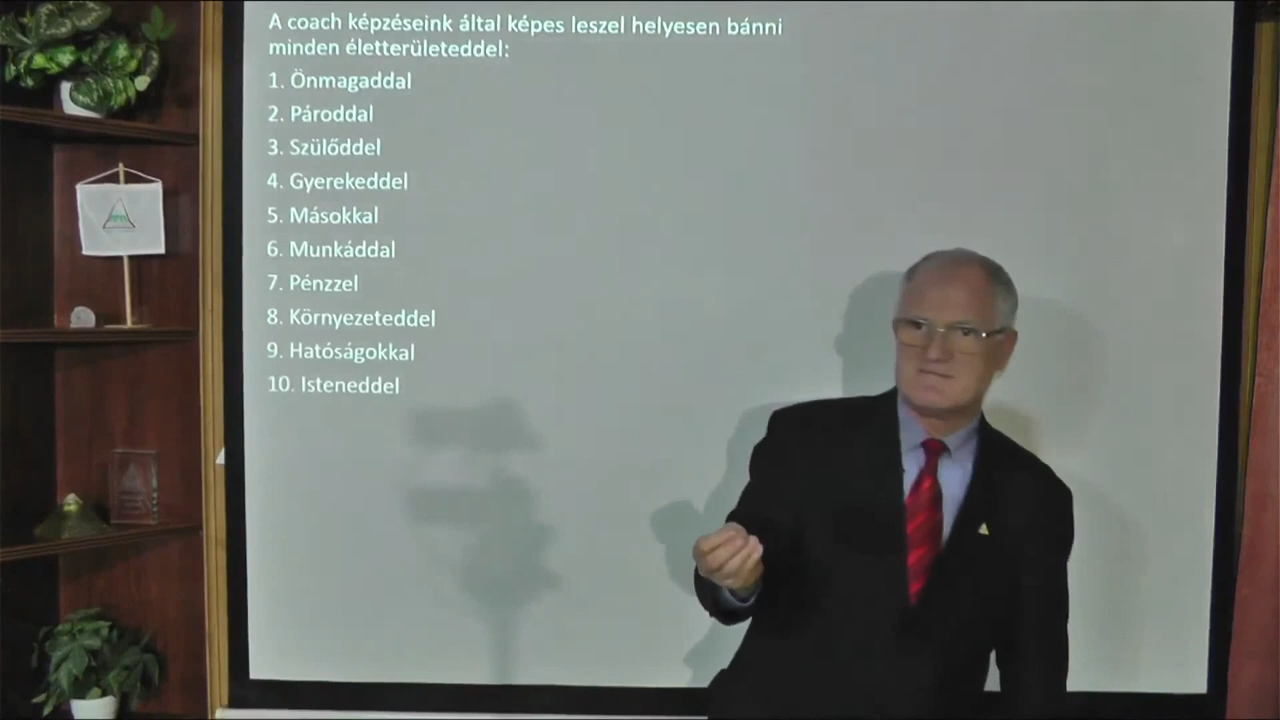 A coach képzéseink által képes leszel helyesen bánni
minden életterületeddel:
1. Önmagaddal
2. Pároddal
3. Szülőddel
4. Gyerekeddel
5. Másokkal
6. Munkáddal
7. Pénzzel
8. Környezeteddel
9. Hatóságokkal
10. Isteneddel